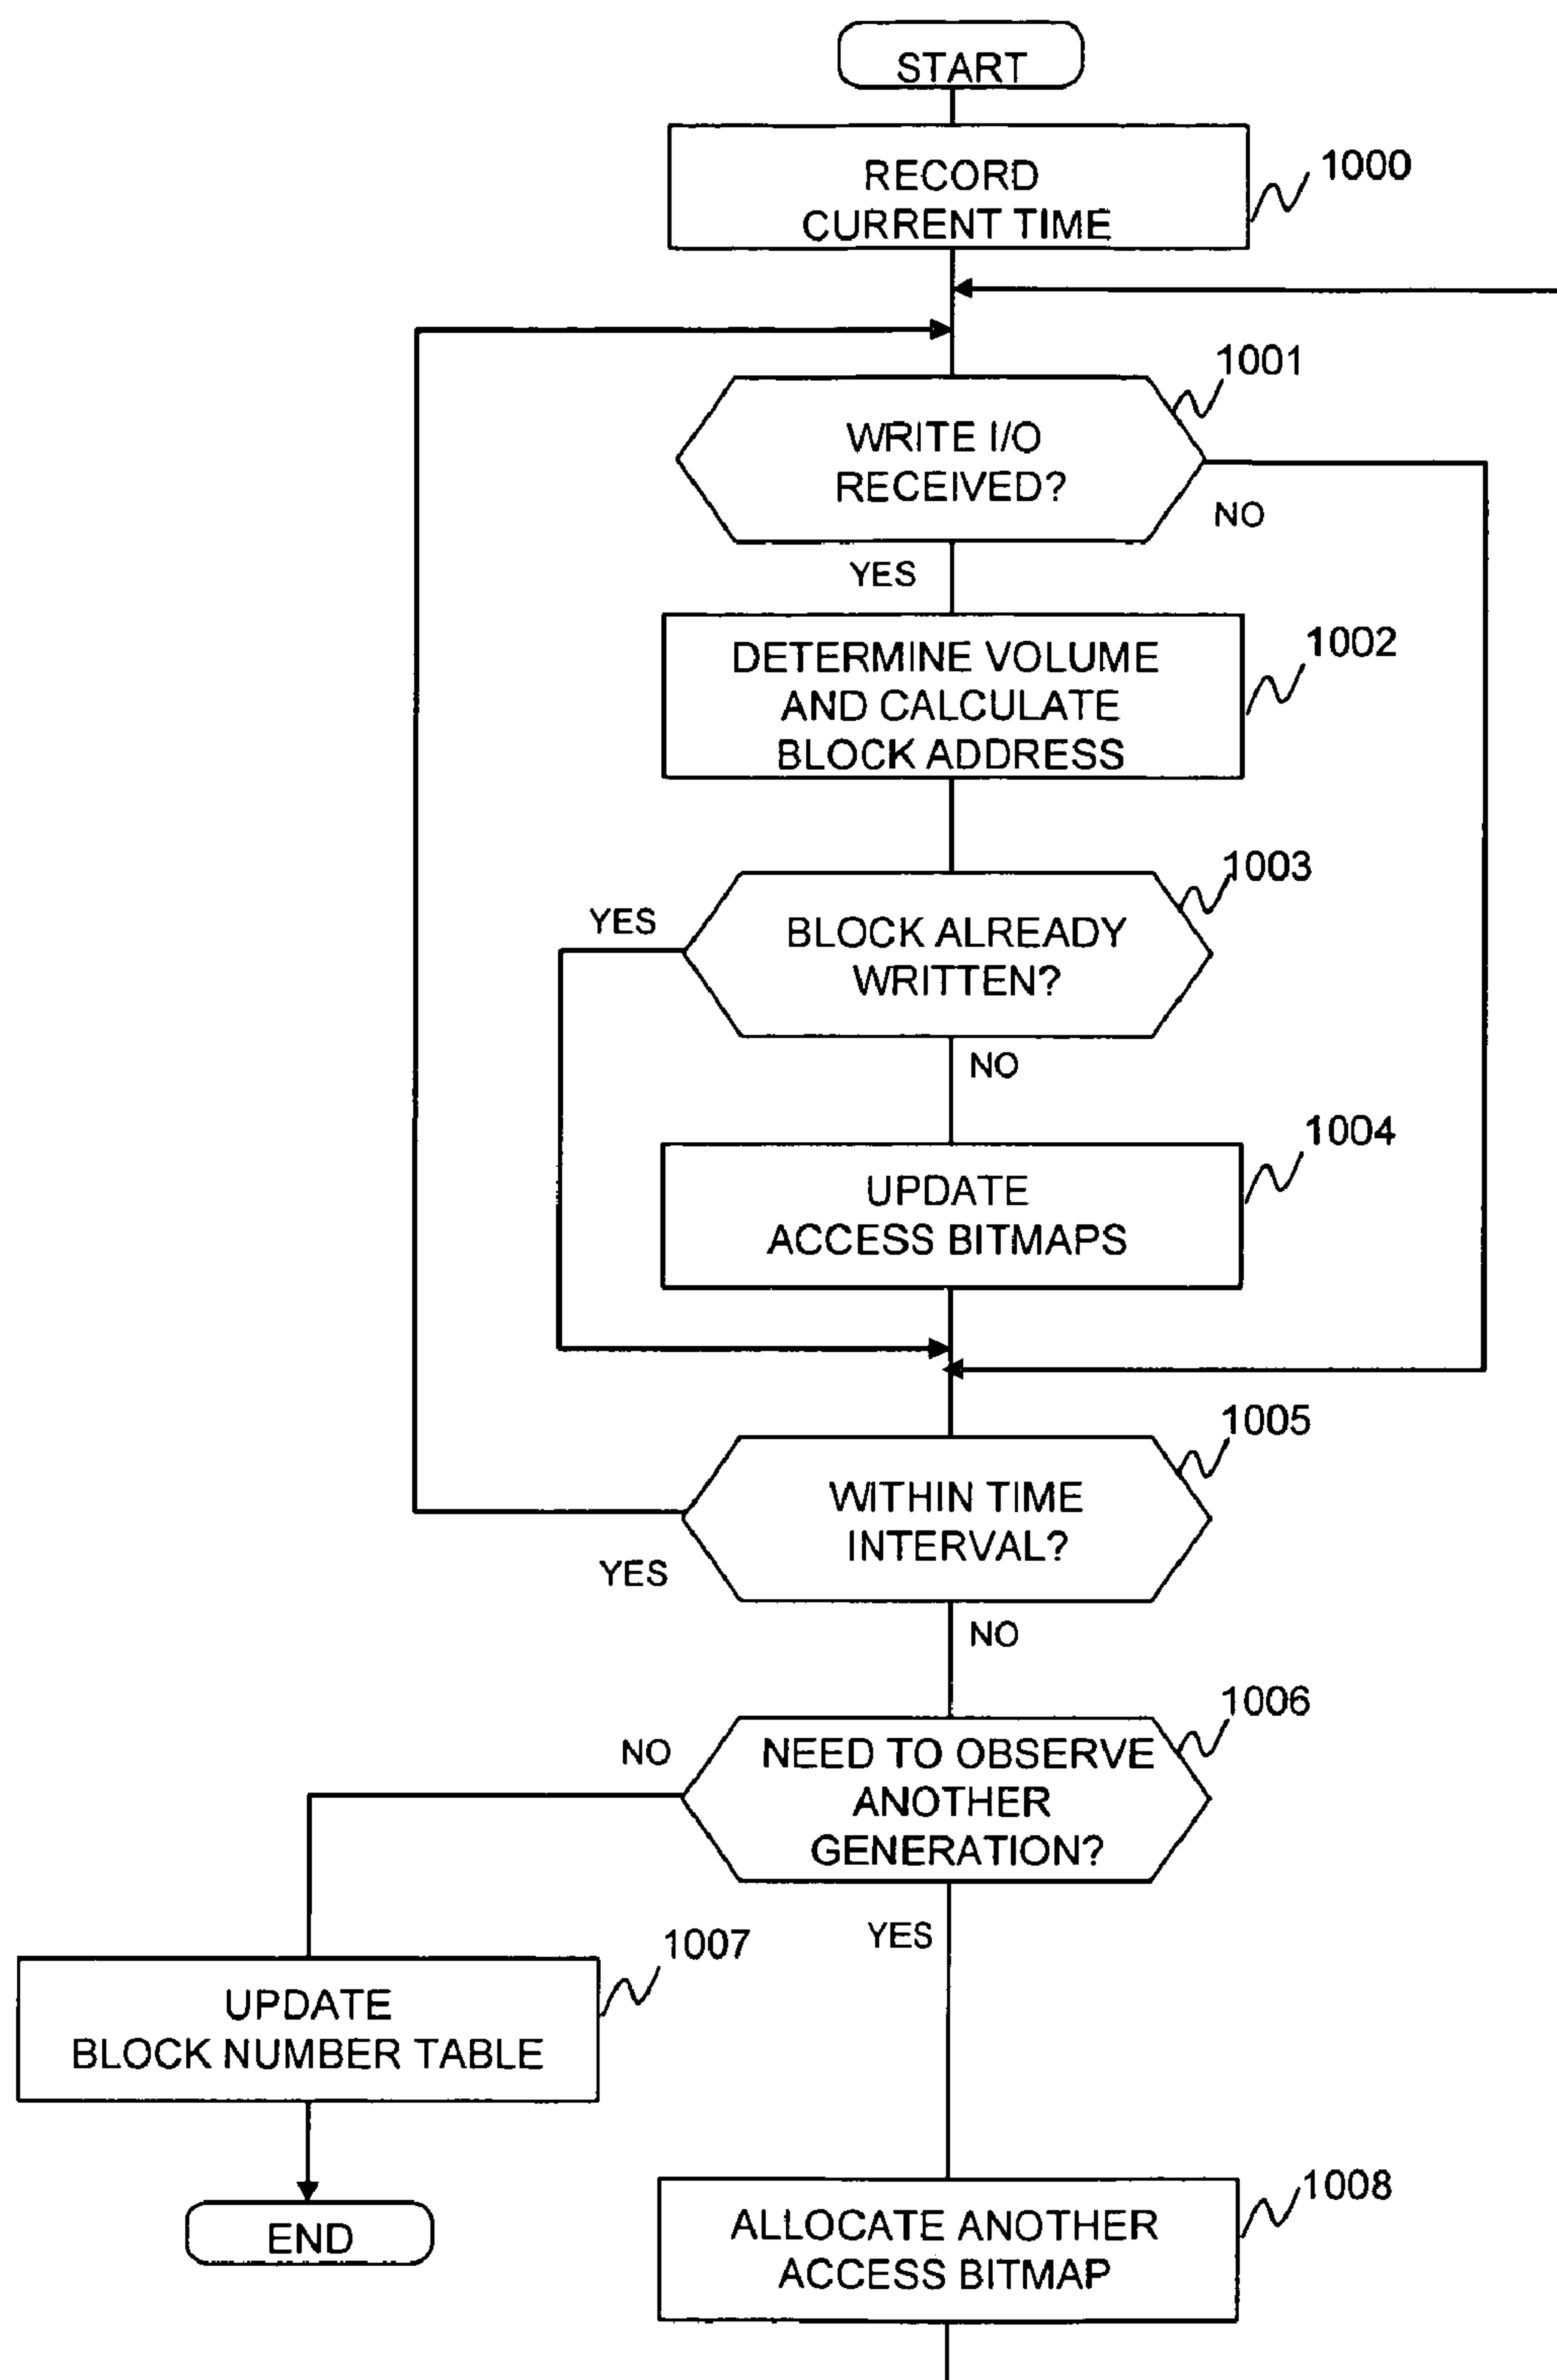 START
RECORD
CURRENT TIME
1000
1001
WRITE I/O
RECEIVED?
NO
YES
DETERMINE VOLUME
AND CALCULATE
BLOCK ADDRESS
1002
1003
YES
BLOCK ALREADY
WRITTEN?
NO
1004
UPDATE
ACCESS BITMAPS
1005
WITHIN TIME
INTERVAL?
YES
NO
1006
NO
NEED TO OBSERVE
ANOTHER
GENERATION?
YES
1007
UPDATE
BLOCK NUMBER TABLE
END
1008
ALLOCATE ANOTHER
ACCESS BITMAP